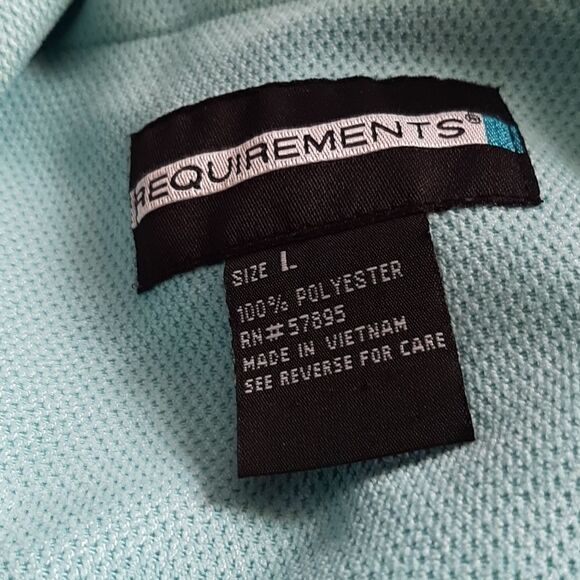 REQUIREMENTS®
SIZE L
100% POLYESTER
RN#57895
MADE IN VIETNAM
SEE REVERSE FOR CARE